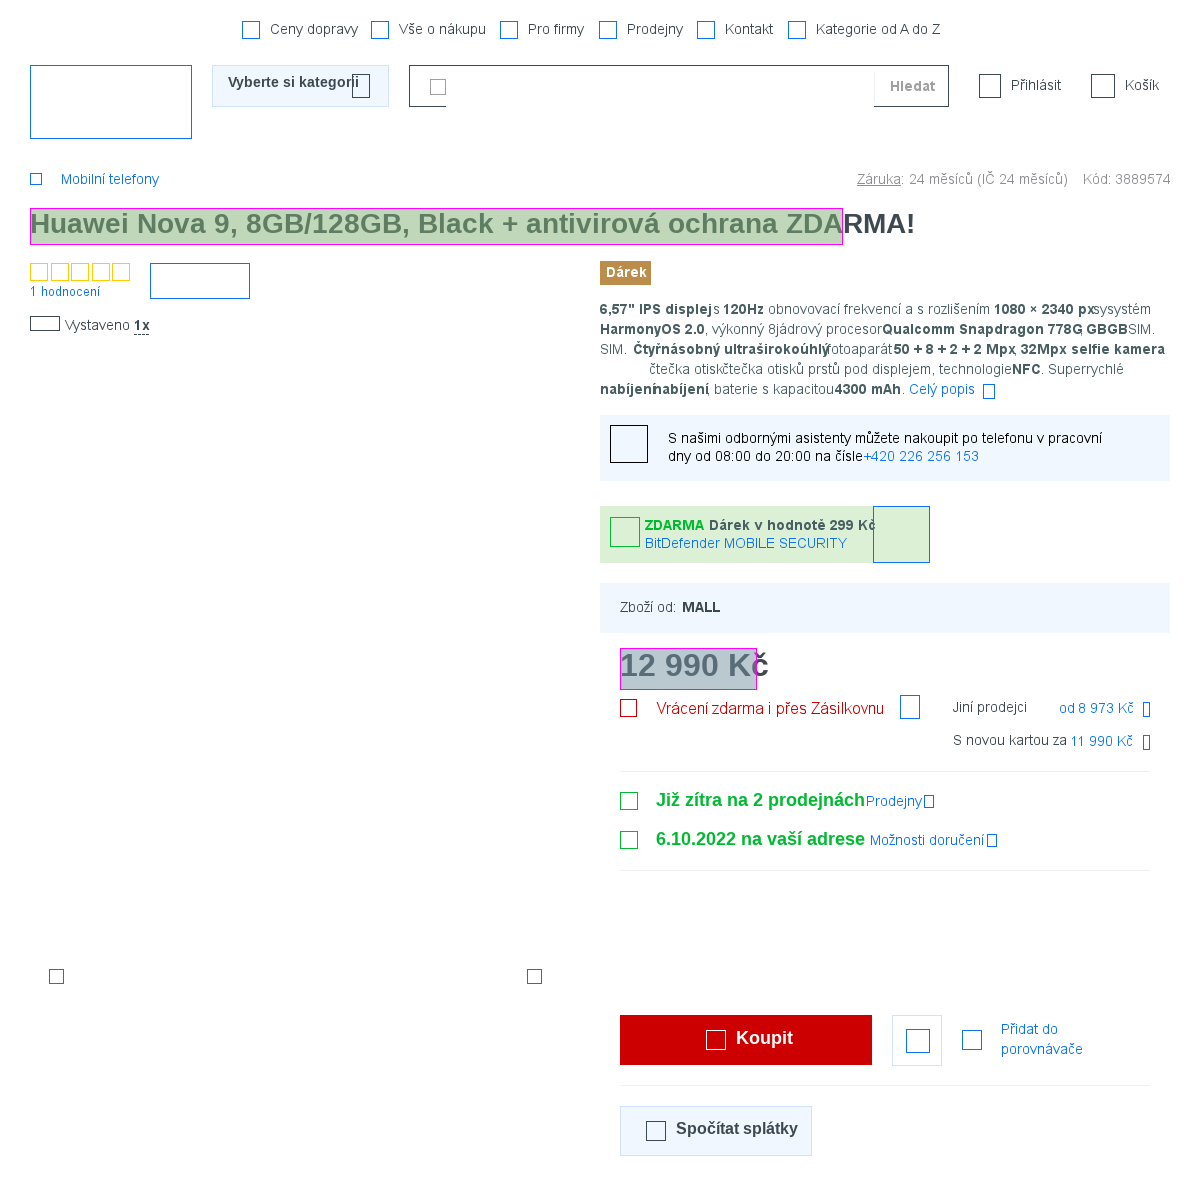 Ceny dopravy Vše o nákupu Pro firmy Prodejny Kontakt Kategorie od A do Z
Vyberte si kategorii Hledat Přihlásit Košík
Mobilní telefony Záruka: 24 měsíců (IČ 24 měsíců) Kód: 3889574
Huawei Nova 9, 8GB/128GB, Black + antivirová ochrana ZDARMA!
1 hodnocení
Vystaveno 1x
Dárek
6,57" IPS displej s 120Hz obnovovací frekvencí a s rozlišením 1080 × 2340 px sysystém
HarmonyOS 2.0, výkonný 8jádrový procesor Qualcomm Snapdragon 778G GBGB SIM.
SIM. Čtyřnásobný ultraširokoúhlý fotoaparát 50 + 8 + 2 + 2 Mpx, 32Mpx selfie kamera
čtečka otiskčtečka otisků prstů pod displejem, technologie NFC. Superrychlé
nabíjenínabíjení, baterie s kapacitou 4300 mAh. Celý popis
S našimi odbornými asistenty můžete nakoupit po telefonu v pracovní
dny od 08:00 do 20:00 na čísle +420 226 256 153
ZDARMA Dárek v hodnotě 299 Kč
BitDefender MOBILE SECURITY
Zboží od: MALL
12 990 Kč
Vrácení zdarma i přes Zásilkovnu
Jiní prodejci od 8 973 Kč
S novou kartou za 11 990 Kč
Již zítra na 2 prodejnách Prodejny
6.10.2022 na vaší adrese Možnosti doručení
Koupit
Přidat do
porovnávače
Spočítat splátky